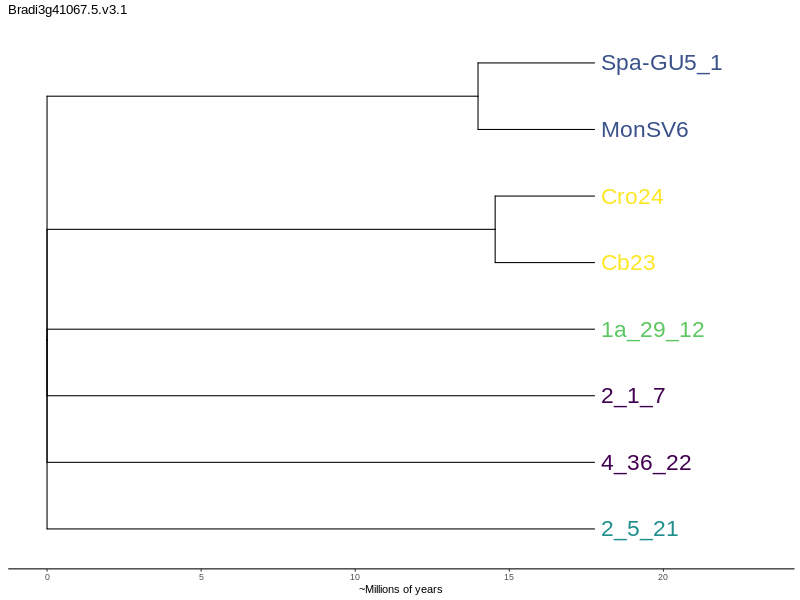 Bradi3g41067.5.v3.1
Spa-GU5_1
MonSV6
Cro24
Cb23
1a_29_12
2_1_7
4_36_22
2_5_21
0 5 10 15 20
~Millions of years